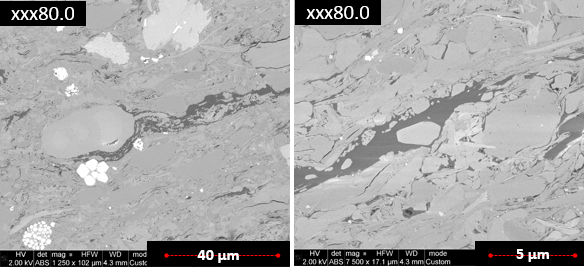 xxx80.0
HV det mag HFW WD mode
2.00 kV ABS 1 250 x 102 µm 4.3 mm Custo
40 µm
xxx80.0
HV det mag HFW WD mode
2.00 kV ABS 7 500 x 17.1 µm 4.3 mm Custom
5 µm